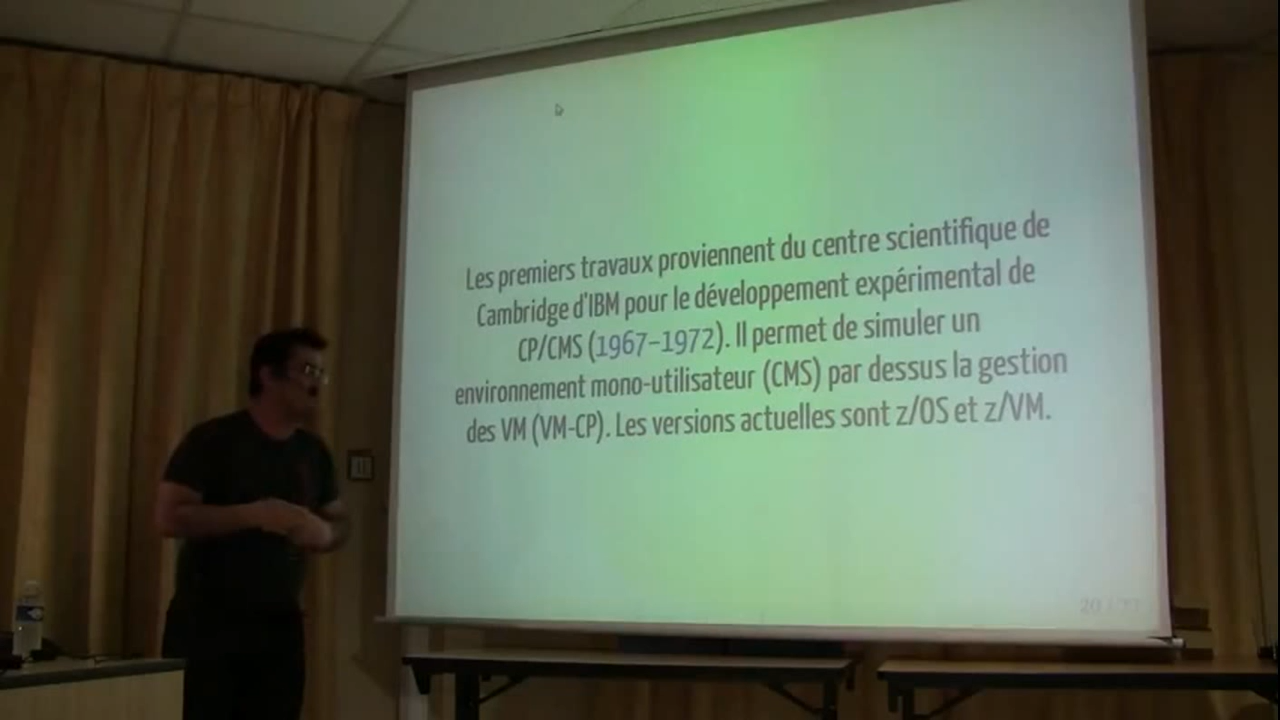 Les premiers travaux proviennent du centre scientifique de
Cambridge d'IBM pour le développement expérimental de
CP/CMS (1967–1972). Il permet de simuler un
environnement mono-utilisateur (CMS) par dessus la gestion
des VM (VM-CP). Les versions actuelles sont z/OS et z/VM.
20 /